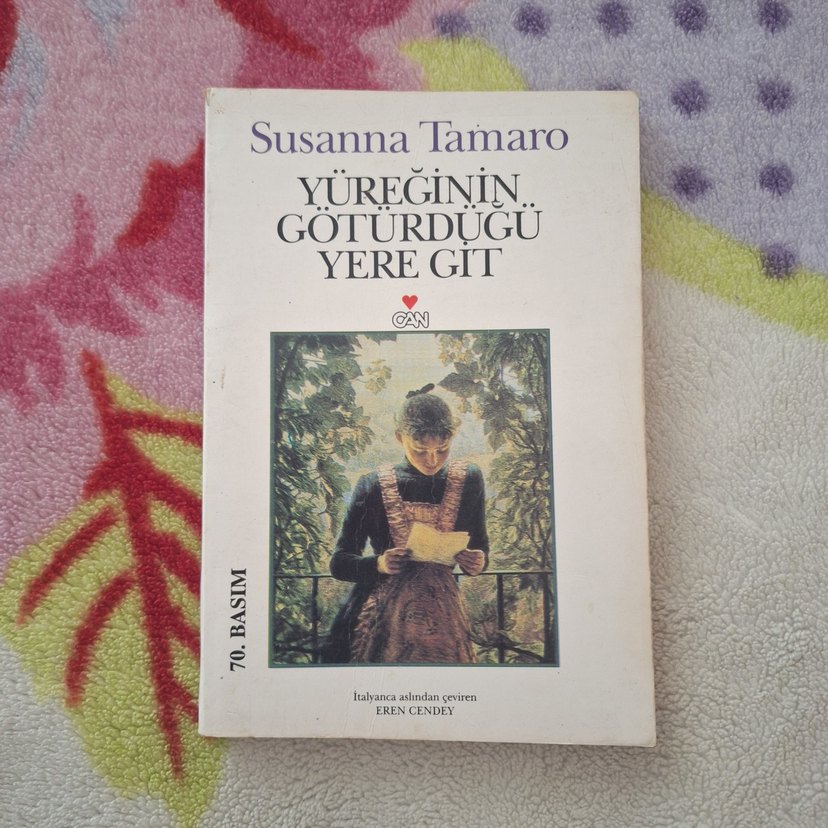 Susanna Tamaro
YÜREĞİNİN
GÖTÜRDÜĞÜ
YERE GİT
CAN
70. BASIM
İtalyanca aslından çeviren
EREN CENDEY